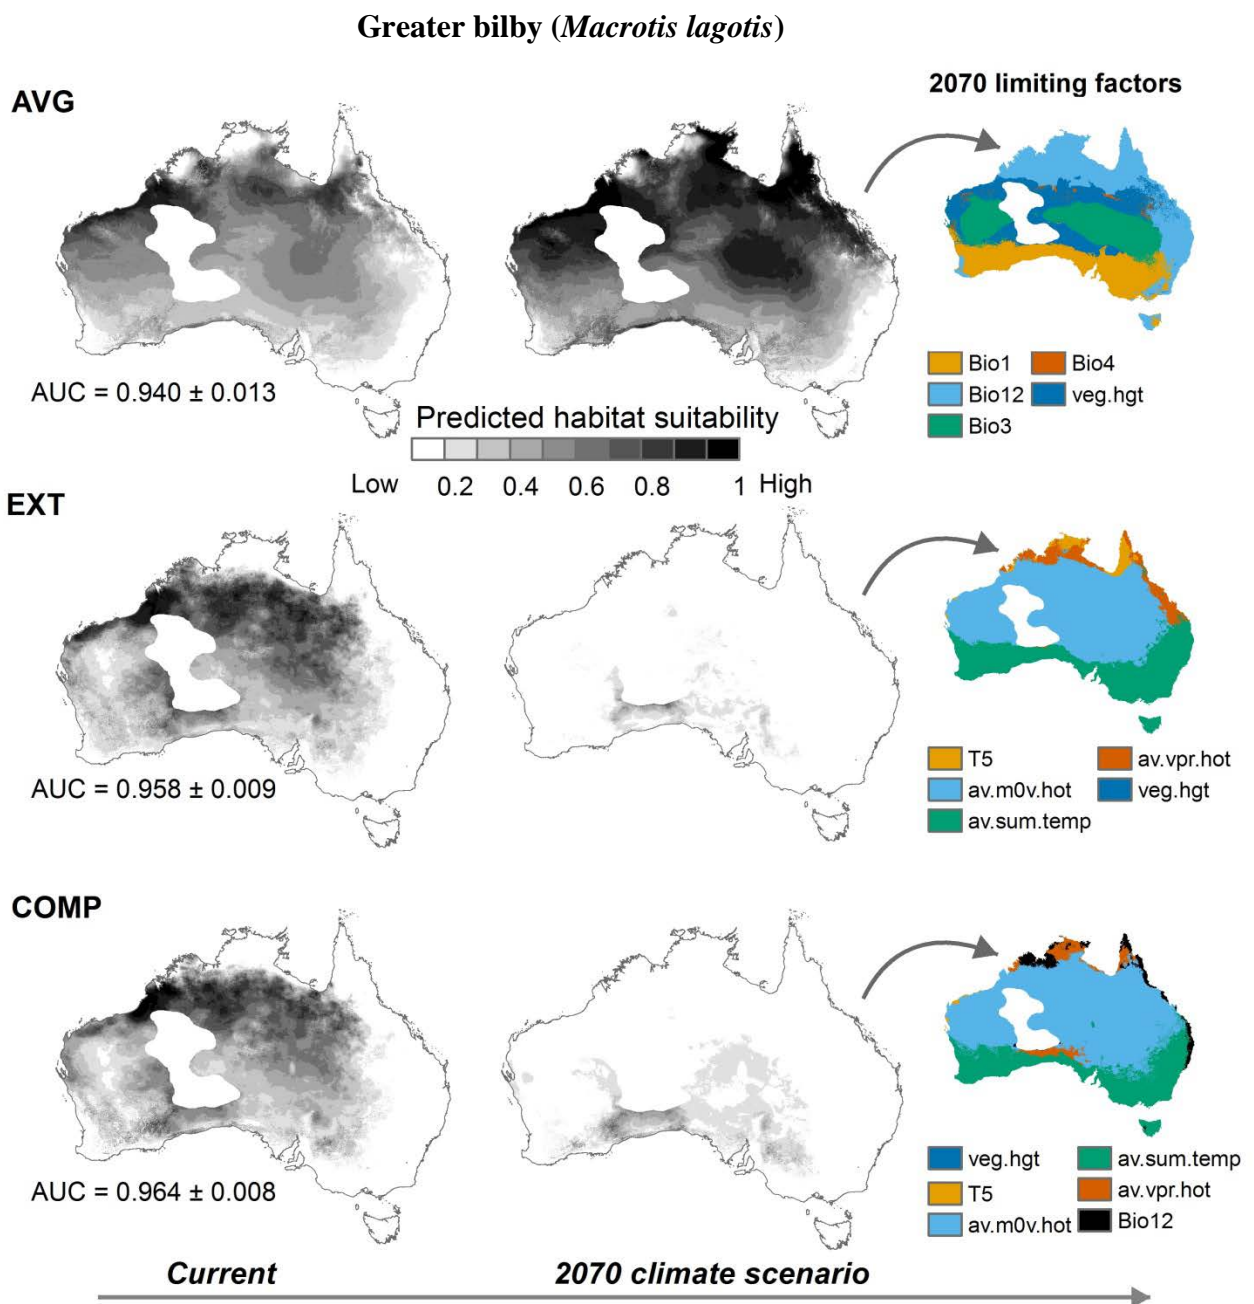 Greater bilby (Macrotis lagotis)
AVG
2070 limiting factors
AUC = 0.940 ± 0.013
Bio1
Bio4
Bio12
veg.hgt
Bio3
Predicted habitat suitability
Low 0.2 0.4 0.6 0.8 1 High
EXT
AUC = 0.958 ± 0.009
T5
av.vpr.hot
av.m0v.hot
veg.hgt
av.sum.temp
COMP
AUC = 0.964 ± 0.008
veg.hgt
av.sum.temp
T5
av.vpr.hot
av.m0v.hot
Bio12
Current
2070 climate scenario